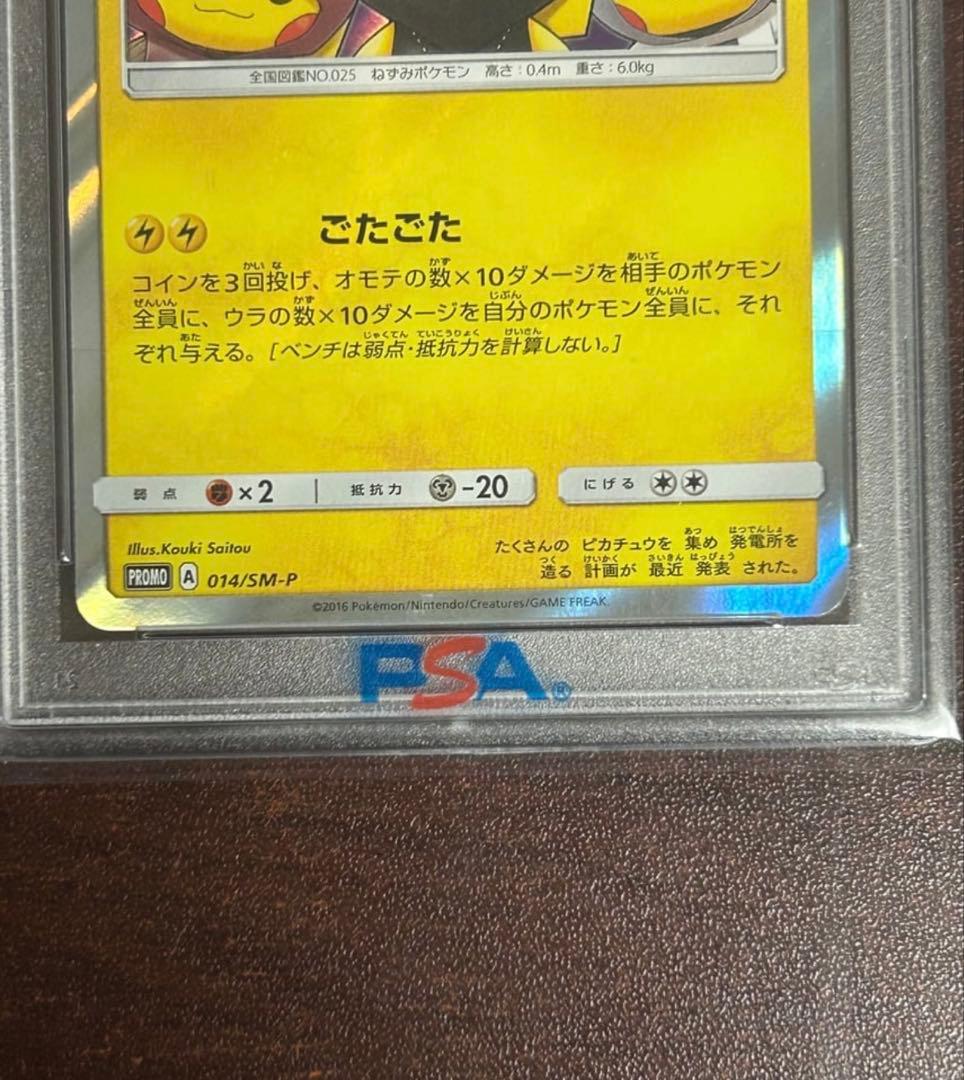 全国図鑑NO.025 ねずみポケモン 高さ:0.4m 重さ:6.0kg
ごたごた
コインを3回投げ、オモテの数×10ダメージを相手のポケモン
全員に、ウラの数×10ダメージを自分のポケモン全員に、それ
ぞれ与える。[ベンチは弱点・抵抗力を計算しない。]
弱点 ×2 抵抗力 -20 にげる
Illus.Kouki Saitou
たくさんの ピカチュウを 集め 発電所を
造る 計画が 最近 発表 された。
PROMO A 014/SM-P
©2016 Pokémon/Nintendo/Creatures/GAME FREAK.
PSA®